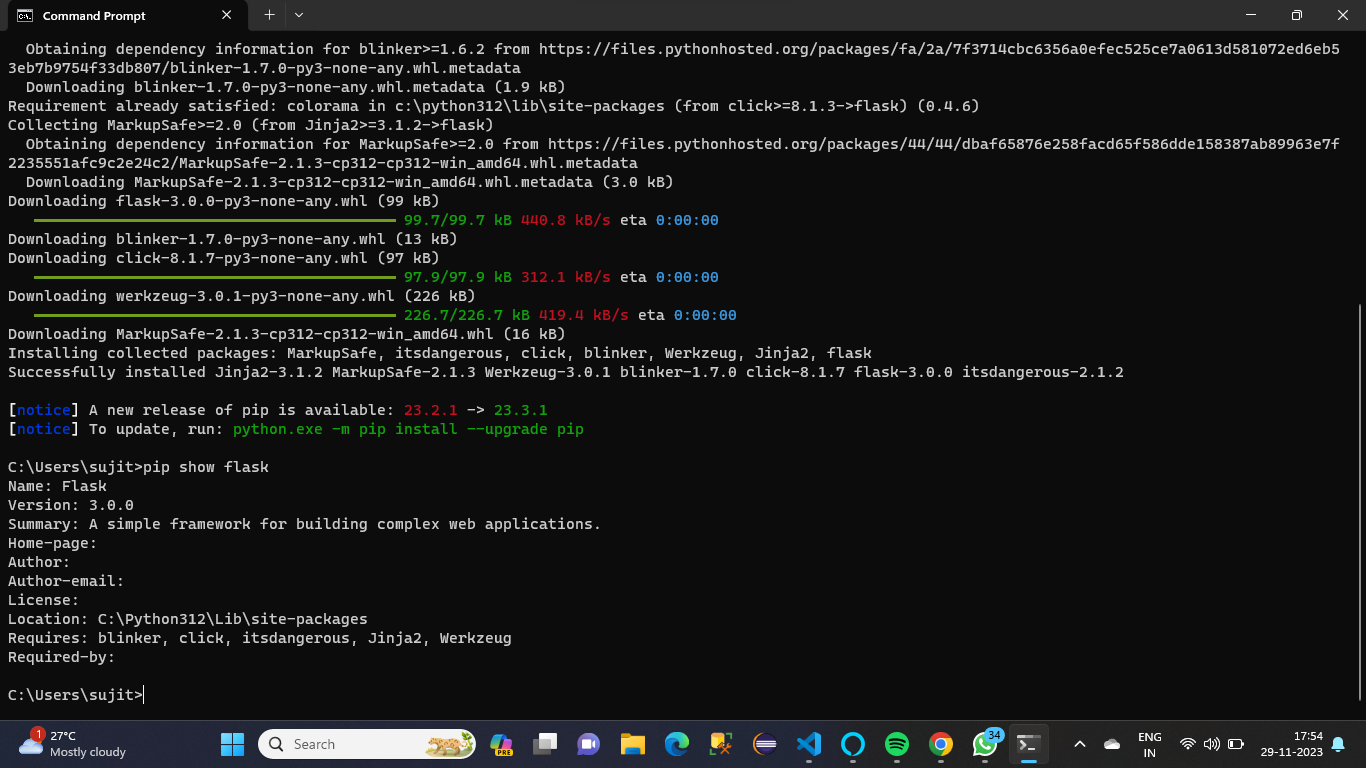 Command Prompt
Obtaining dependency information for blinker>=1.6.2 from https://files.pythonhosted.org/packages/fa/2a/7f3714cbc6356a0efec525ce7a0613d581072ed6eb5
3eb7b9754f33db807/blinker-1.7.0-py3-none-any.whl.metadata
Downloading blinker-1.7.0-py3-none-any.whl.metadata (1.9 kB)
Requirement already satisfied: colorama in c:\python312\lib\site-packages (from click>=8.1.3->flask) (0.4.6)
Collecting MarkupSafe>=2.0 (from Jinja2>=3.1.2->flask)
Obtaining dependency information for MarkupSafe>=2.0 from https://files.pythonhosted.org/packages/44/44/dbaf65876e258facd65f586dde158387ab89963e7f
2235551afc9c2e24c2/MarkupSafe-2.1.3-cp312-cp312-win_amd64.whl.metadata
Downloading MarkupSafe-2.1.3-cp312-cp312-win_amd64.whl.metadata (3.0 kB)
Downloading flask-3.0.0-py3-none-any.whl (99 kB)
99.7/99.7 kB 440.8 kB/s eta 0:00:00
Downloading blinker-1.7.0-py3-none-any.whl (13 kB)
Downloading click-8.1.7-py3-none-any.whl (97 kB)
97.9/97.9 kB 312.1 kB/s eta 0:00:00
Downloading werkzeug-3.0.1-py3-none-any.whl (226 kB)
226.7/226.7 kB 419.4 kB/s eta 0:00:00
Downloading MarkupSafe-2.1.3-cp312-cp312-win_amd64.whl (16 kB)
Installing collected packages: MarkupSafe, itsdangerous, click, blinker, Werkzeug, Jinja2, flask
Successfully installed Jinja2-3.1.2 MarkupSafe-2.1.3 Werkzeug-3.0.1 blinker-1.7.0 click-8.1.7 flask-3.0.0 itsdangerous-2.1.2
[notice] A new release of pip is available: 23.2.1 -> 23.3.1
[notice] To update, run: python.exe -m pip install --upgrade pip
C:\Users\sujit>pip show flask
Name: Flask
Version: 3.0.0
Summary: A simple framework for building complex web applications.
Home-page:
Author:
Author-email:
License:
Location: C:\Python312\Lib\site-packages
Requires: blinker, click, itsdangerous, Jinja2, Werkzeug
Required-by:
C:\Users\sujit>
1
27°C
Mostly cloudy
Search
PRE
34
ENG
IN
17:54
29-11-2023